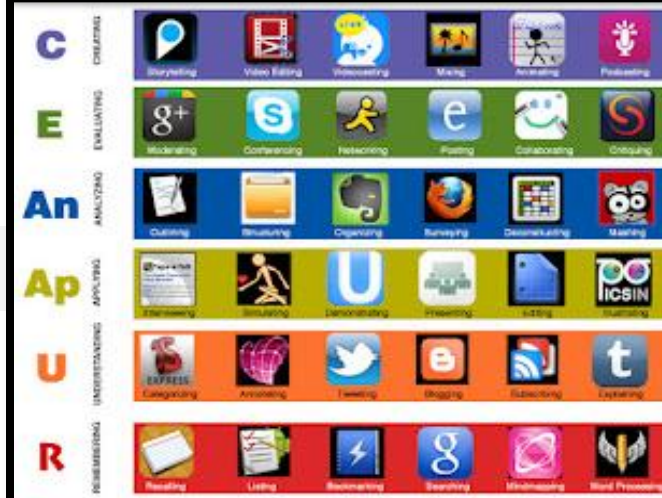 C
CREATING
Storytelling Video Editing Videocasting Mixing Animating Podcasting
E
EVALUATING
g+ S e
Moderating Conferencing Networking Posting Collaborating Critiquing
An
ANALYZING
Outlining Structuring Organizing Surveying Deconstructing Mashing
Ap
APPLYING
U PICSIN
Interviewing Simulating Demonstrating Presenting Editing Illustrating
U
UNDERSTANDING
EXPRESS B t
Categorizing Annotating Tweeting Blogging Subscribing Explaining
R
REMEMBERING
g
Recalling Listing Bookmarking Searching Mindmapping Word Processing